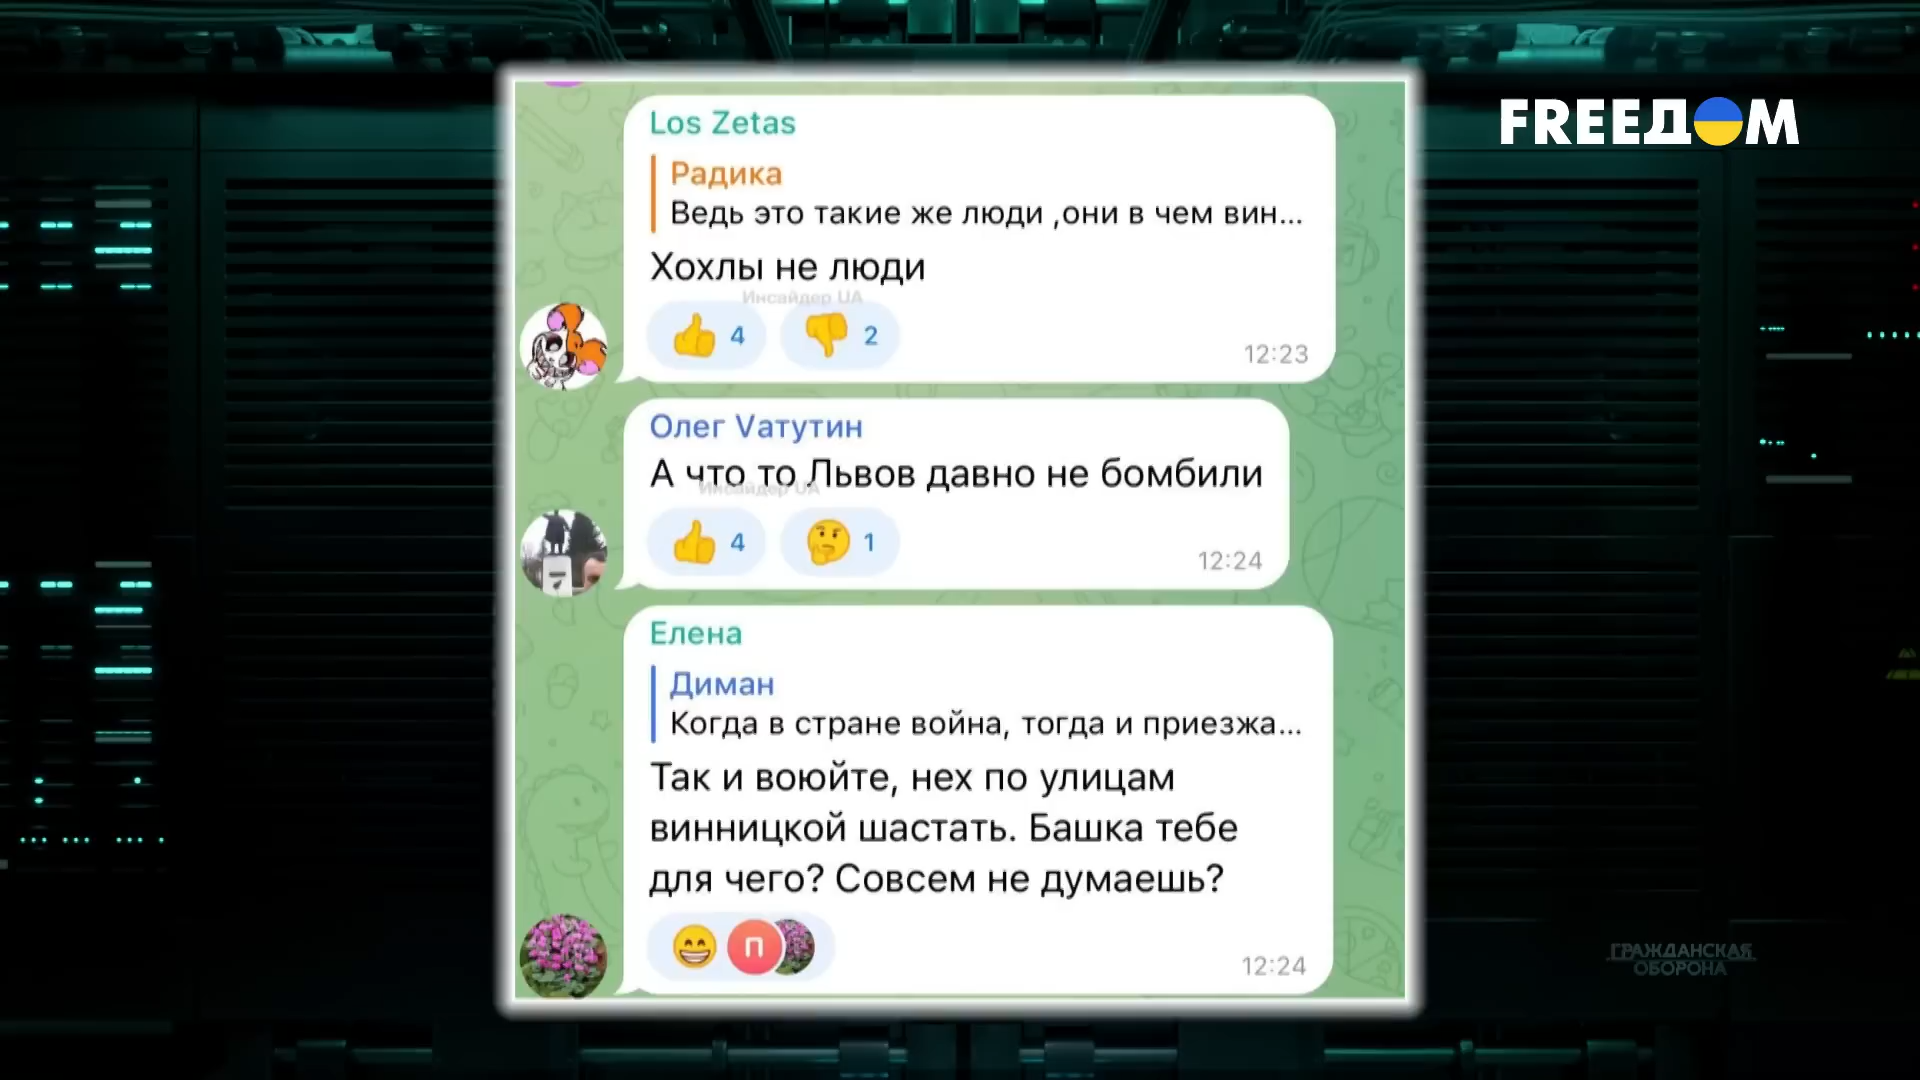 FREEДOM
Los Zetas
Радика
Ведь это такие же люди ,они в чем вин...
Хохлы не люди
Инсайдер UA
4
2
12:23
Олег Vатутин
А что то Львов давно не бомбили
Инсайдер UA
4
1
12:24
Елена
Диман
Когда в стране война, тогда и приезжа...
Так и воюйте, нех по улицам
винницкой шастать. Башка тебе
для чего? Совсем не думаешь?
П
12:24
ГРАЖДАНСКАЯ
ОБОРОНА